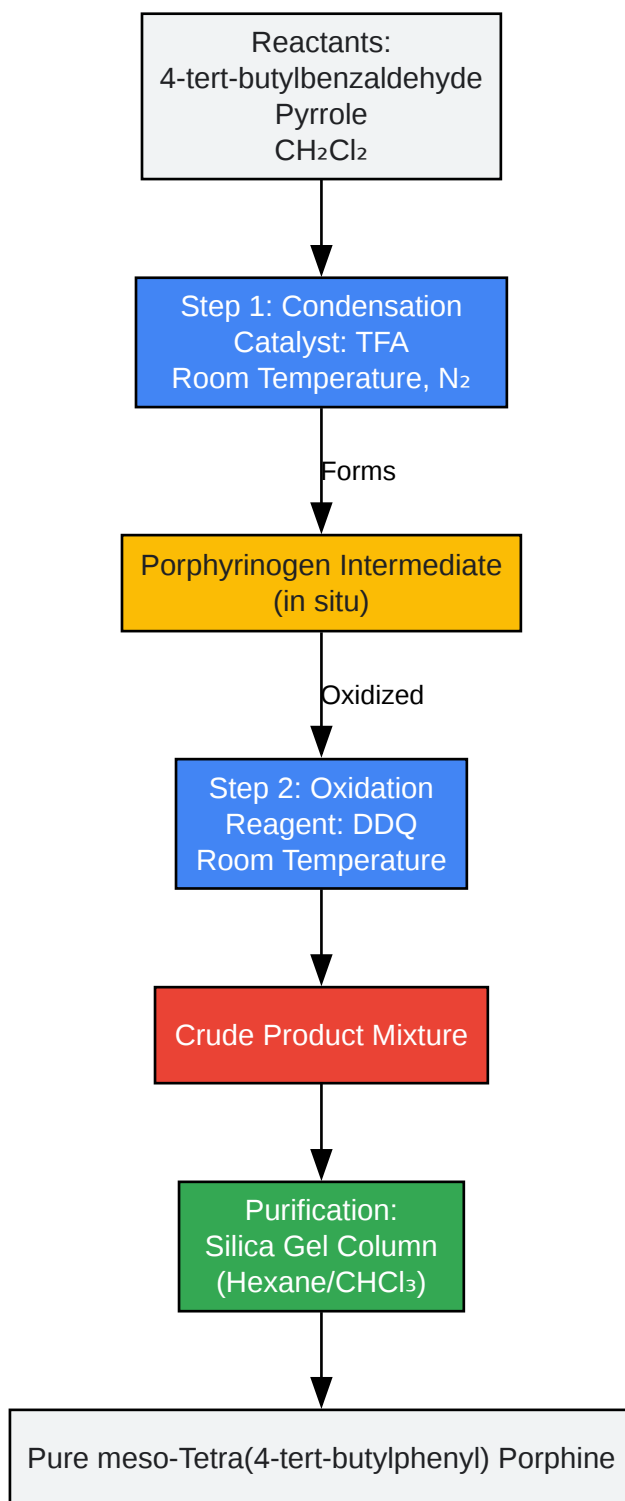 Reactants:
4-tert-butylbenzaldehyde
Pyrrole
CH₂Cl₂
Step 1: Condensation
Catalyst: TFA
Room Temperature, N₂
Forms
Porphyrinogen Intermediate
(in situ)
Oxidized
Step 2: Oxidation
Reagent: DDQ
Room Temperature
Crude Product Mixture
Purification:
Silica Gel Column
(Hexane/CHCl₃)
Pure meso-Tetra(4-tert-butylphenyl) Porphine